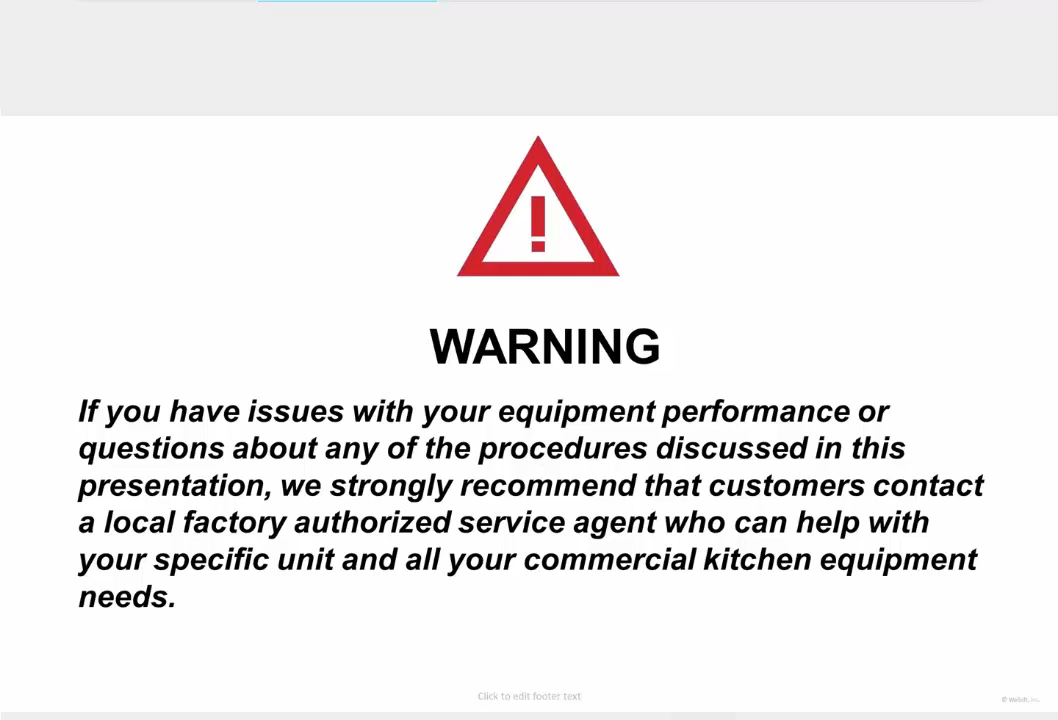 WARNING
If you have issues with your equipment performance or
questions about any of the procedures discussed in this
presentation, we strongly recommend that customers contact
a local factory authorized service agent who can help with
your specific unit and all your commercial kitchen equipment
needs.
Click to edit footer text
© Welbilt, Inc.